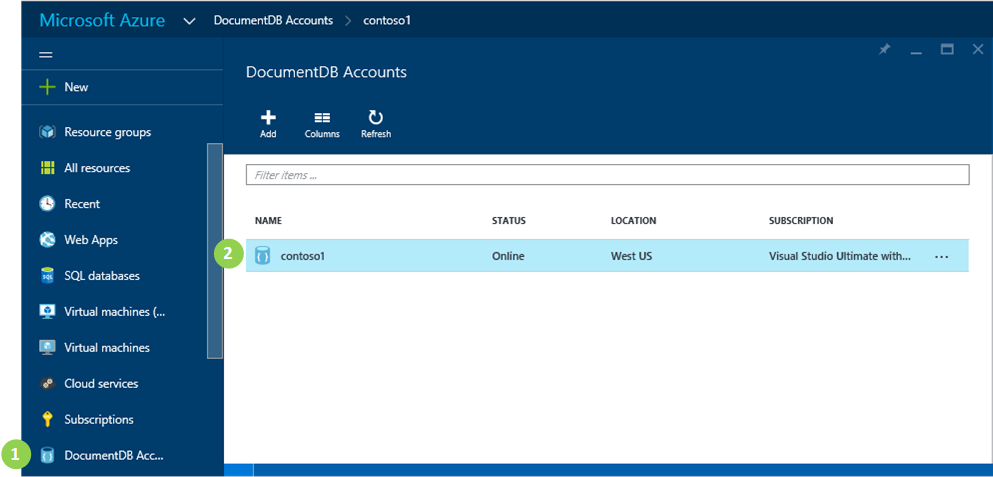 Microsoft Azure DocumentDB Accounts > contoso1
New
Resource groups
All resources
Recent
Web Apps
SQL databases
Virtual machines (...
Virtual machines
Cloud services
Subscriptions
1 DocumentDB Acc...
DocumentDB Accounts
Add Columns Refresh
Filter items ...
NAME STATUS LOCATION SUBSCRIPTION
2 contoso1 Online West US Visual Studio Ultimate with... ...